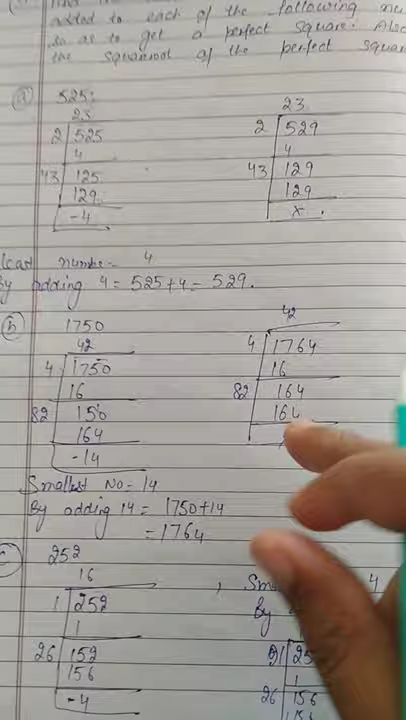 added to each of the following nu
so as to get a perfect square. Also
the squareroot of the perfect squar
(a) 525:
23
2 525
4
43 125
129
-4
23
2 529
4
43 129
129
x
least number - 4
By adding 4 = 525+4 = 529.
(b) 1750
42
4 1750
16
82 150
164
-14
42
4 1764
16
82 164
164
Smallest No = 14
By adding 14 = 1750+14
= 1764
252
16
1 252
1
26 152
156
-4
, Sm 4
By
25
1
26 156
156